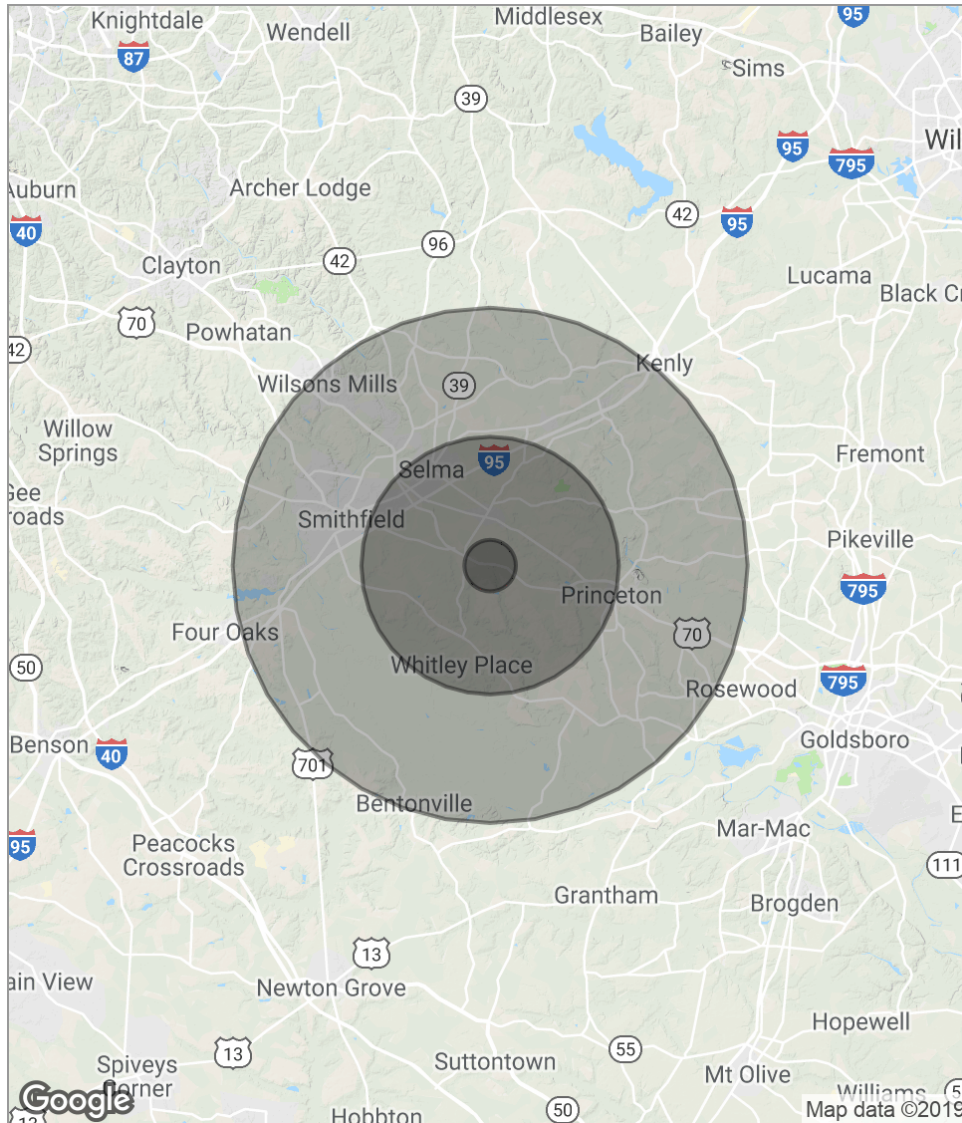 Knightdale
Middlesex
Wendell
Bailey
95
87
Sims
39
95
795
Wil
Auburn
Archer Lodge
42
95
40
96
42
Clayton
Lucama
Black Cr
70
Powhatan
42
Kenly
Wilsons Mills
39
Willow
Springs
Fremont
95
Selma
Gee
roads
Smithfield
Pikeville
795
Princeton
Four Oaks
70
50
Whitley Place
795
Rosewood
Benson
40
Goldsboro
701
Bentonville
E
95
Mar-Mac
Peacocks
Crossroads
111
Grantham
Brogden
13
ain View
Newton Grove
Hopewell
13
55
Spiveys
Corner
Suttontown
Mt Olive
Williams
5
Google
13
Hobbton
50
Map data ©2019